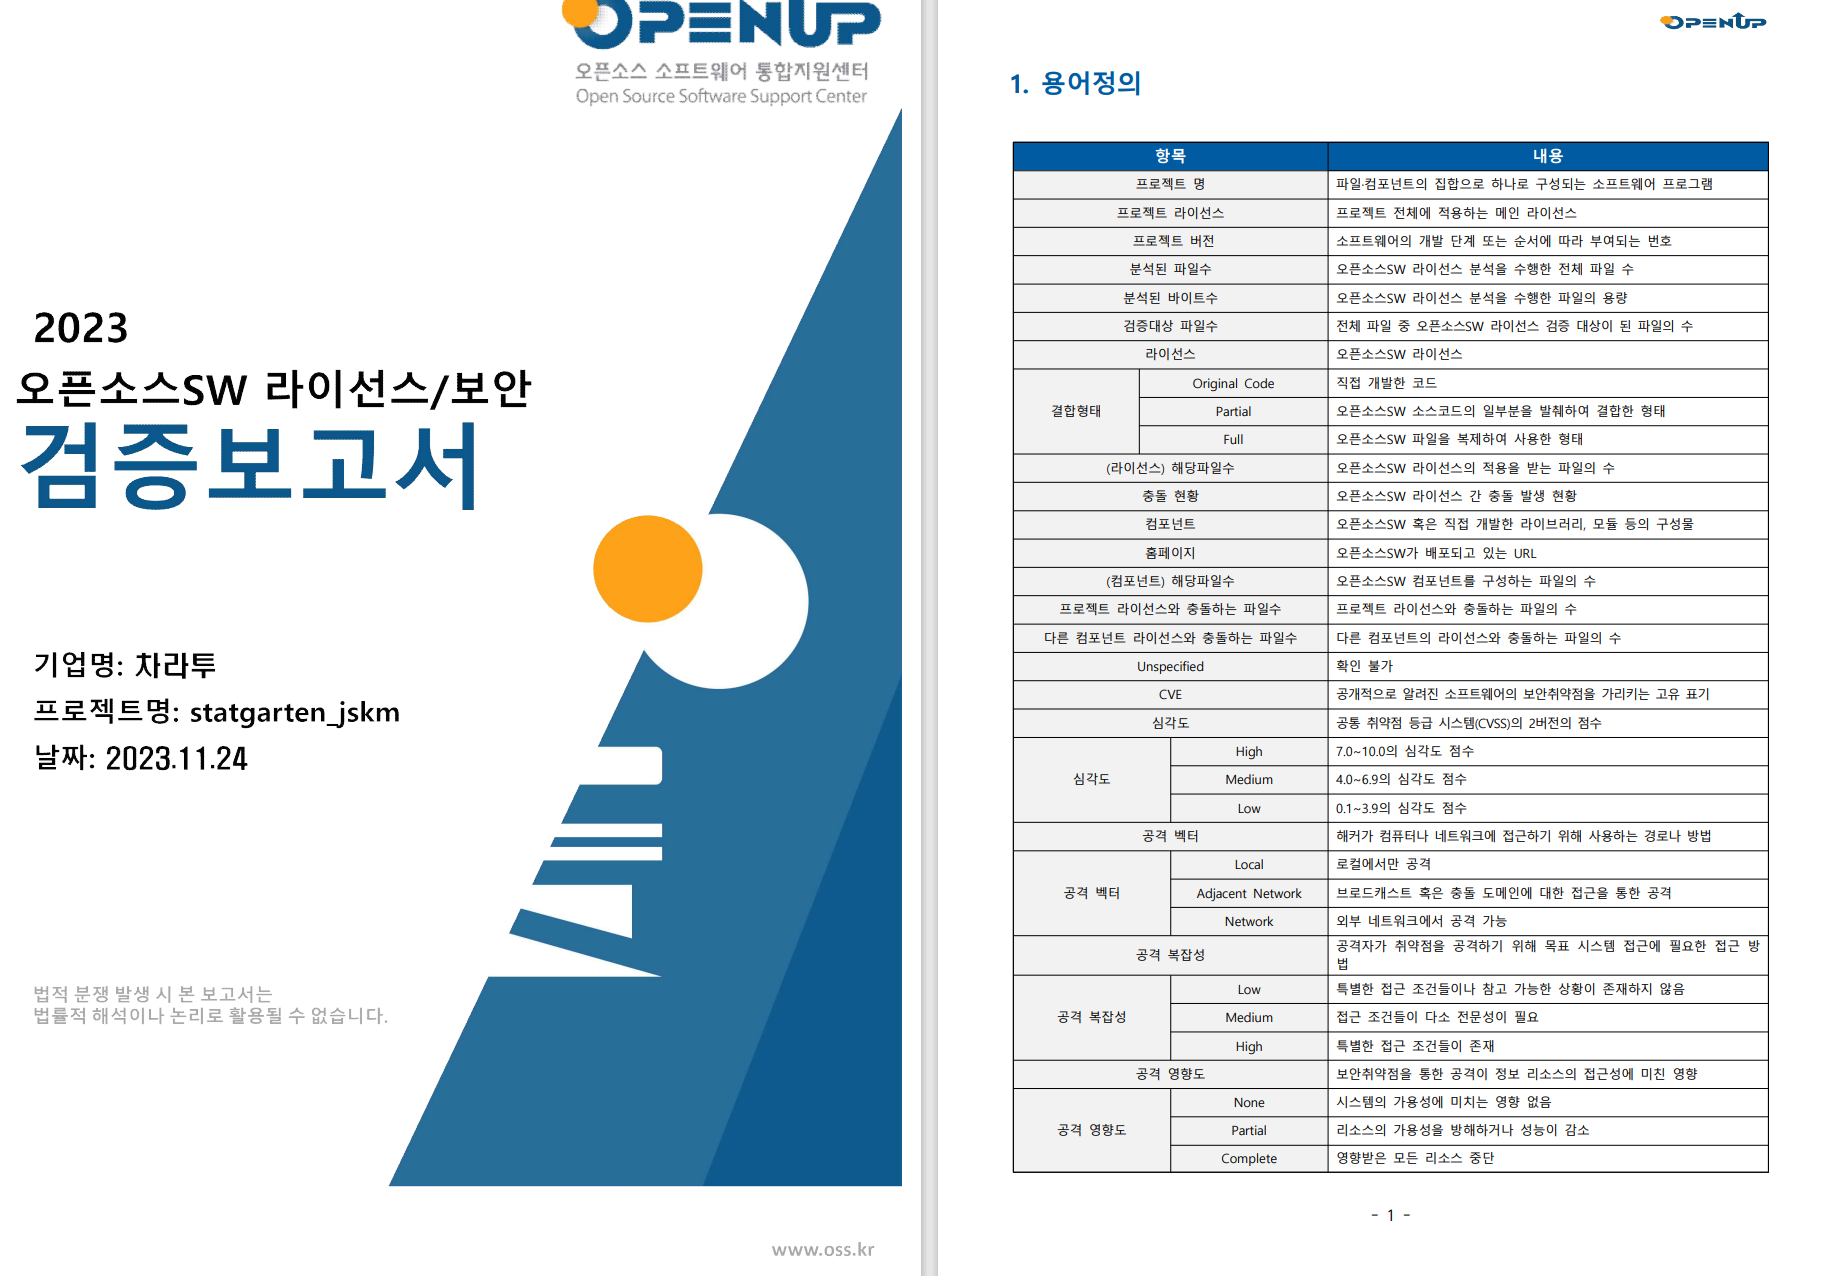 OPENUP
오픈소스 소프트웨어 통합지원센터
Open Source Software Support Center
2023
오픈소스SW 라이선스/보안
검증보고서
기업명: 차라투
프로젝트명: statgarten_jskm
날짜: 2023.11.24
법적 분쟁 발생 시 본 보고서는
법률적 해석이나 논리로 활용될 수 없습니다.
www.oss.kr
OPENUP
1. 용어정의
항목 내용
프로젝트 명 파일·컴포넌트의 집합으로 하나로 구성되는 소프트웨어 프로그램
프로젝트 라이선스 프로젝트 전체에 적용하는 메인 라이선스
프로젝트 버전 소프트웨어의 개발 단계 또는 순서에 따라 부여되는 번호
분석된 파일수 오픈소스SW 라이선스 분석을 수행한 전체 파일 수
분석된 바이트수 오픈소스SW 라이선스 분석을 수행한 파일의 용량
검증대상 파일수 전체 파일 중 오픈소스SW 라이선스 검증 대상이 된 파일의 수
라이선스 오픈소스SW 라이선스
결합형태 Original Code 직접 개발한 코드
Partial 오픈소스SW 소스코드의 일부분을 발췌하여 결합한 형태
Full 오픈소스SW 파일을 복제하여 사용한 형태
(라이선스) 해당파일수 오픈소스SW 라이선스의 적용을 받는 파일의 수
충돌 현황 오픈소스SW 라이선스 간 충돌 발생 현황
컴포넌트 오픈소스SW 혹은 직접 개발한 라이브러리, 모듈 등의 구성물
홈페이지 오픈소스SW가 배포되고 있는 URL
(컴포넌트) 해당파일수 오픈소스SW 컴포넌트를 구성하는 파일의 수
프로젝트 라이선스와 충돌하는 파일수 프로젝트 라이선스와 충돌하는 파일의 수
다른 컴포넌트 라이선스와 충돌하는 파일수 다른 컴포넌트의 라이선스와 충돌하는 파일의 수
Unspecified 확인 불가
CVE 공개적으로 알려진 소프트웨어의 보안취약점을 가리키는 고유 표기
심각도 공통 취약점 등급 시스템(CVSS)의 2버전의 점수
심각도 High 7.0~10.0의 심각도 점수
Medium 4.0~6.9의 심각도 점수
Low 0.1~3.9의 심각도 점수
공격 벡터 해커가 컴퓨터나 네트워크에 접근하기 위해 사용하는 경로나 방법
공격 벡터 Local 로컬에서만 공격
Adjacent Network 브로드캐스트 혹은 충돌 도메인에 대한 접근을 통한 공격
Network 외부 네트워크에서 공격 가능
공격 복잡성 공격자가 취약점을 공격하기 위해 목표 시스템 접근에 필요한 접근 방
법
공격 복잡성 Low 특별한 접근 조건들이나 참고 가능한 상황이 존재하지 않음
Medium 접근 조건들이 다소 전문성이 필요
High 특별한 접근 조건들이 존재
공격 영향도 보안취약점을 통한 공격이 정보 리소스의 접근성에 미친 영향
공격 영향도 None 시스템의 가용성에 미치는 영향 없음
Partial 리소스의 가용성을 방해하거나 성능이 감소
Complete 영향받은 모든 리소스 중단
- 1 -